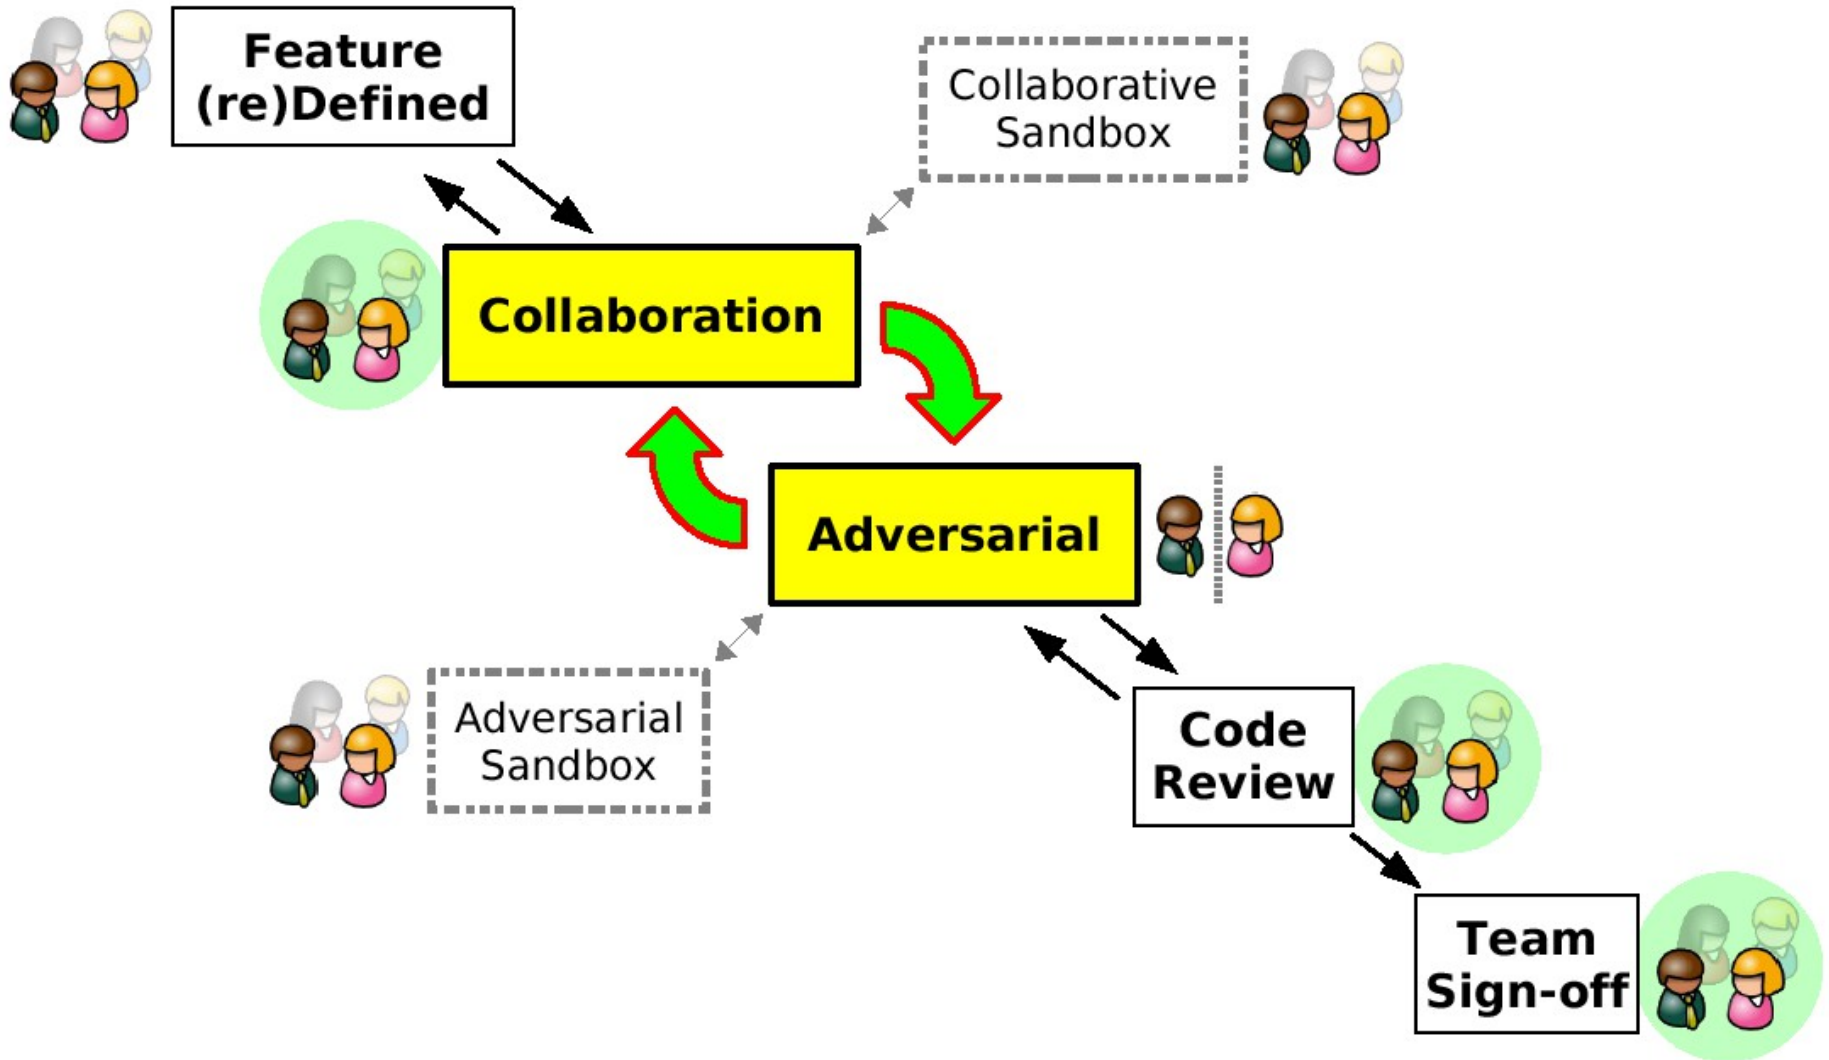 Feature
(re)Defined
Collaborative
Sandbox
Collaboration
Adversarial
Adversarial
Sandbox
Code
Review
Team
Sign-off